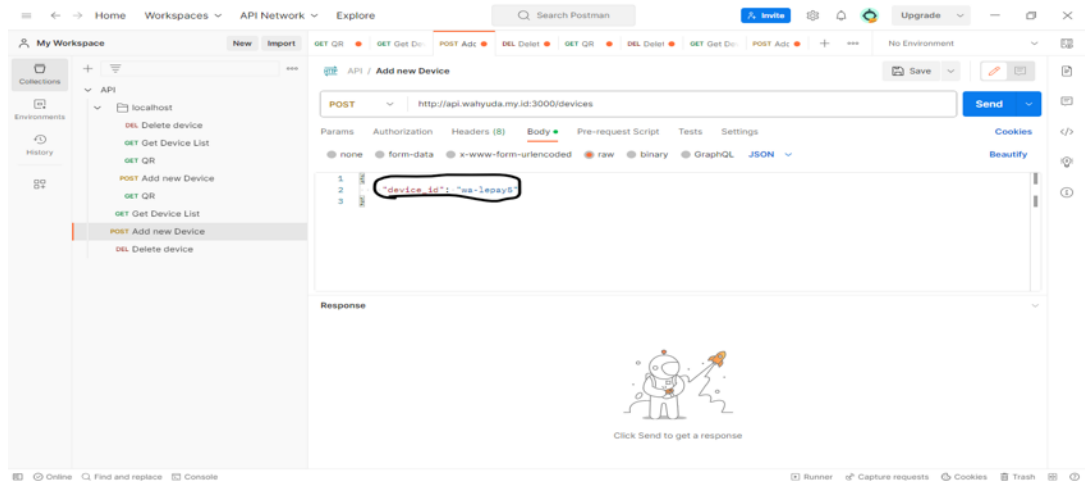 Home Workspaces API Network Explore Search Postman Invite Upgrade
My Workspace New Import GET QR GET Get De POST Adc DEL Delet GET QR DEL Delet GET Get De POST Adc + No Environment
Collections
Environments
History
API
localhost
DEL Delete device
GET Get Device List
GET QR
POST Add new Device
GET QR
GET Get Device List
POST Add new Device
DEL Delete device
API / Add new Device Save
POST http://api.wahyuda.my.id:3000/devices Send
Params Authorization Headers (8) Body Pre-request Script Tests Settings Cookies
none form-data x-www-form-urlencoded raw binary GraphQL JSON Beautify
1
2 "device_id": "wa-lepay5"
3
Response
Click Send to get a response
Online Find and replace Console Runner Capture requests Cookies Trash